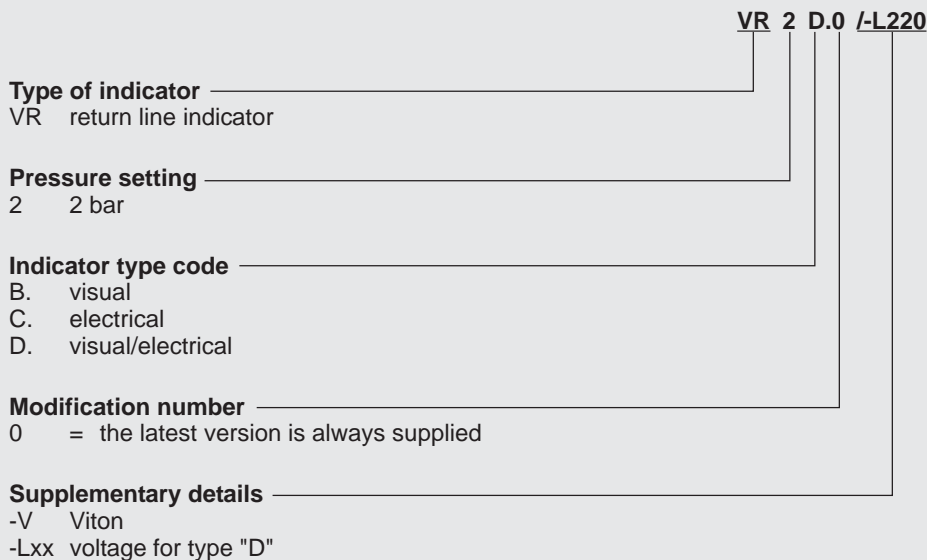 VR 2 D.0 /-L220
Type of indicator
VR return line indicator
Pressure setting
2 2 bar
Indicator type code
B. visual
C. electrical
D. visual/electrical
Modification number
0 = the latest version is always supplied
Supplementary details
-V Viton
-Lxx voltage for type "D"